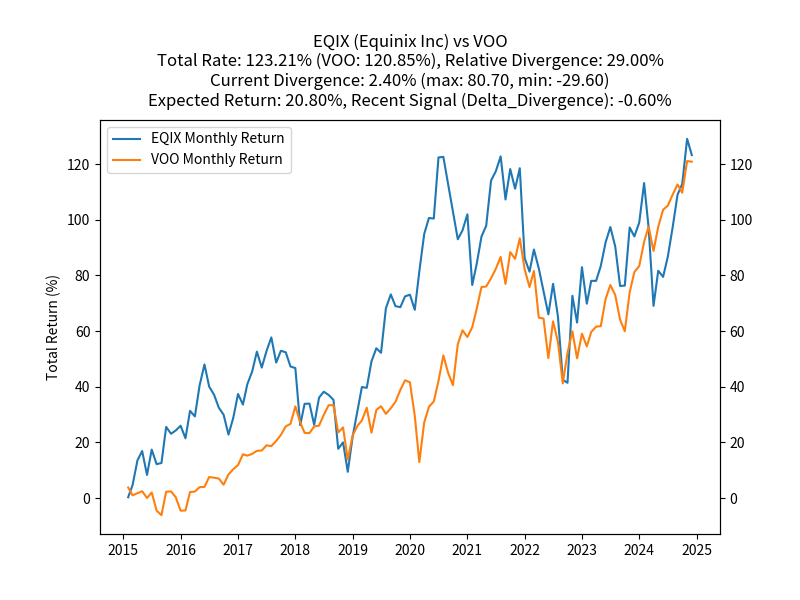 EQIX (Equinix Inc) vs VOO
Total Rate: 123.21% (VOO: 120.85%), Relative Divergence: 29.00%
Current Divergence: 2.40% (max: 80.70, min: -29.60)
Expected Return: 20.80%, Recent Signal (Delta_Divergence): -0.60%
EQIX Monthly Return
VOO Monthly Return
120 120
100 100
80 80
60 60
40 40
20 20
0 0
Total Return (%)
2015 2016 2017 2018 2019 2020 2021 2022 2023 2024 2025